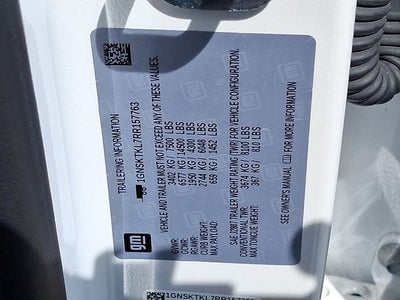 TRAILERING INFORMATION
1GNSKTKL7RR157763
VEHICLE AND TRAILER MUST NOT EXCEED ANY OF THESE VALUES.
GVWR: 3402 KG / 7500 LBS
GCWR: 6577 KG / 14500 LBS
RGAWR: 1950 KG / 4300 LBS
CURB WEIGHT: 2744 KG / 6048 LBS
MAX PAYLOAD: 659 KG / 1452 LBS
SAE J2807 TRAILER WEIGHT RATING (TWR) FOR VEHICLE CONFIGURATION.
CONVENTIONAL TWR: 3674 KG / 8100 LBS
MAX TONGUE WEIGHT: 367 KG / 810 LBS
SEE OWNER'S MANUAL FOR MORE INFORMATION
gm
1GNSKTKL7RR157763